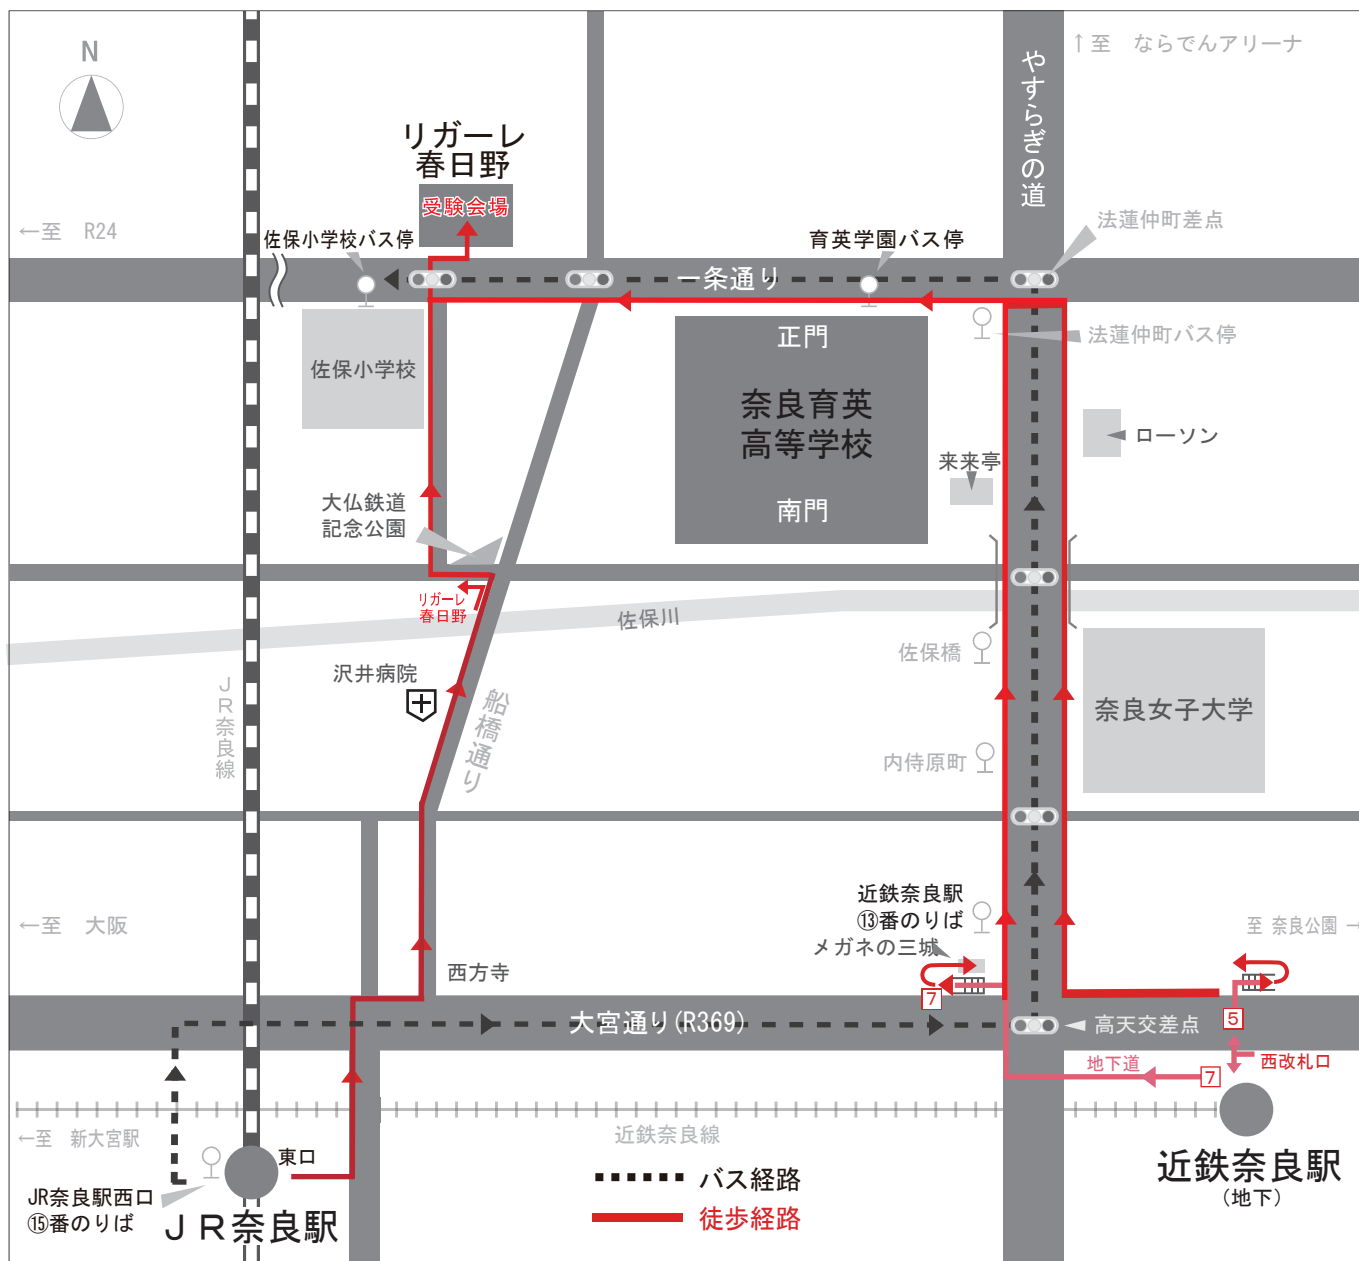 N
↑至　ならでんアリーナ
やすらぎの道
リガーレ
春日野
受験会場
←至　R24
佐保小学校バス停
育英学園バス停
法蓮仲町差点
一条通り
正門
法蓮仲町バス停
佐保小学校
奈良育英
高等学校
ローソン
来来亭
大仏鉄道
記念公園
南門
リガーレ
春日野
佐保川
佐保橋
沢井病院
JR奈良線
船橋通り
奈良女子大学
内侍原町
近鉄奈良駅
⑬番のりば
メガネの三城
←至　大阪
至 奈良公園→
西方寺
7
5
大宮通り(R369)
高天交差点
地下道
7
西改札口
←至　新大宮駅
近鉄奈良線
東口
近鉄奈良駅
(地下)
JR奈良駅西口
⑮番のりば
ＪＲ奈良駅
バス経路
徒歩経路